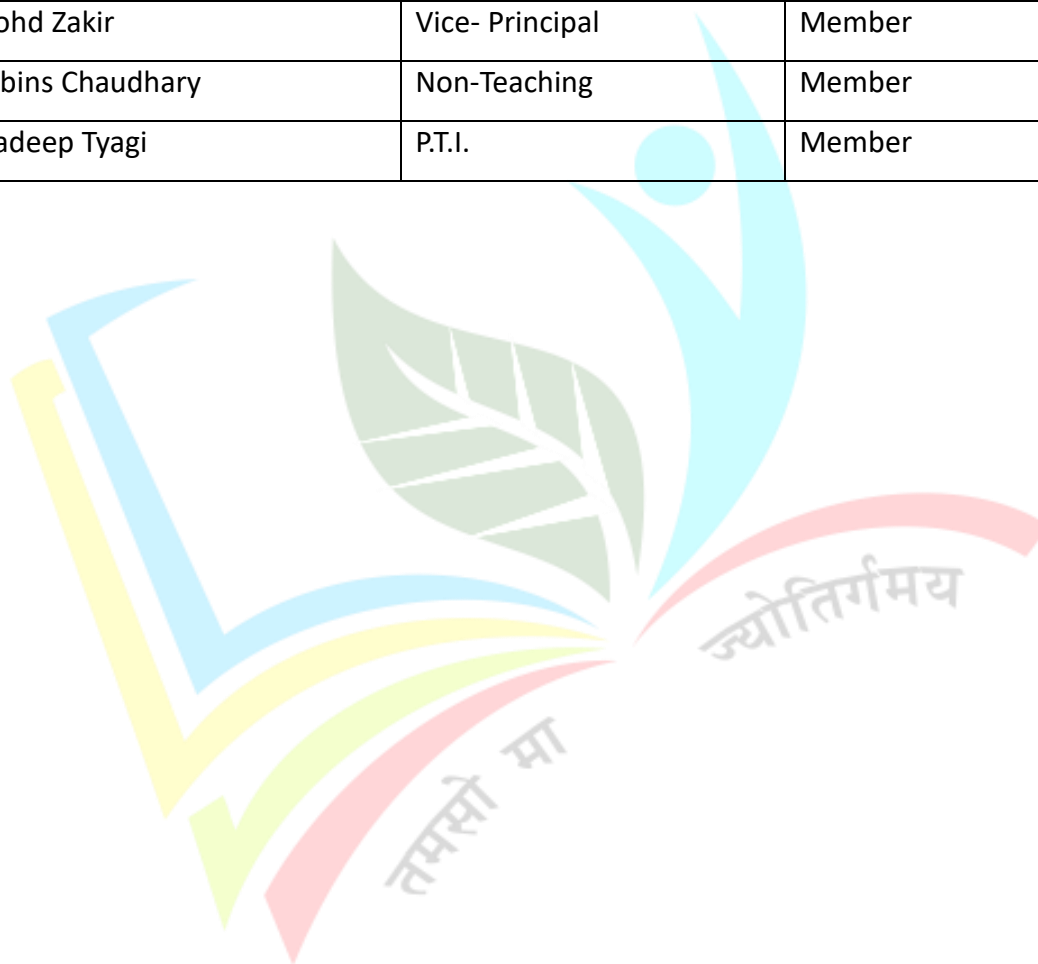 ohd Zakir Vice- Principal Member
bins Chaudhary Non-Teaching Member
adeep Tyagi P.T.I. Member
तमसो मा ज्योतिर्गमय